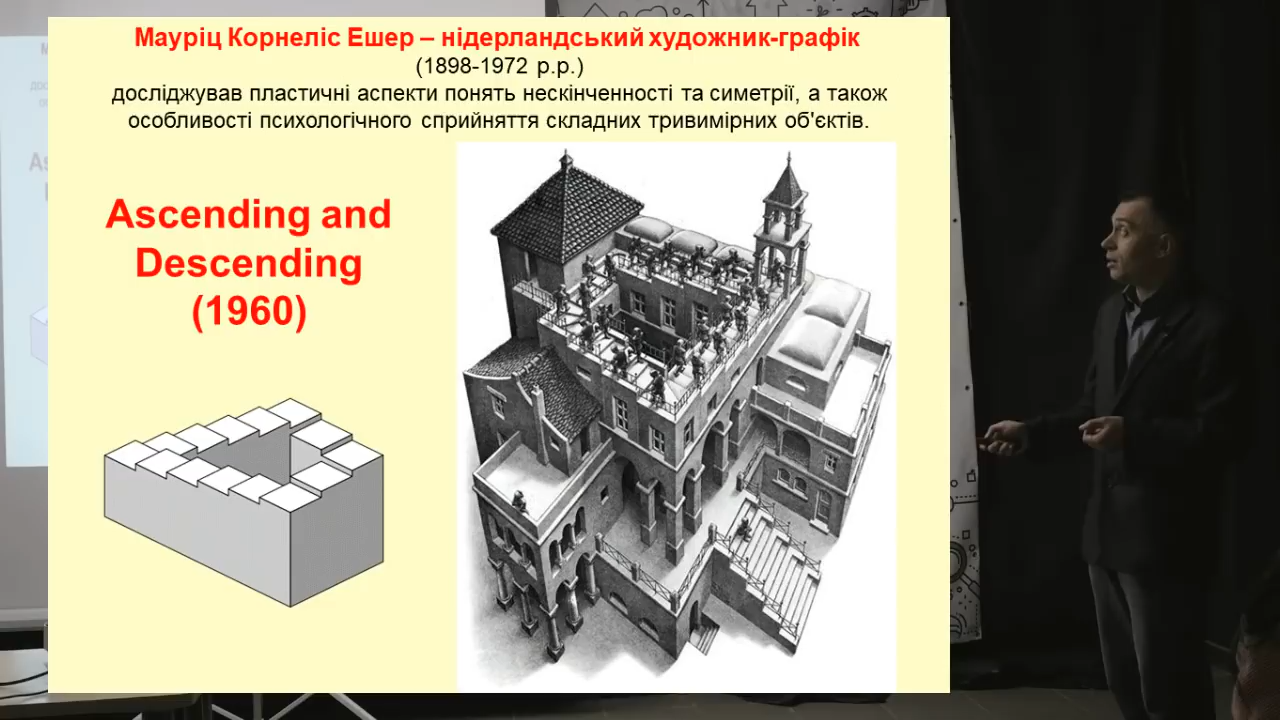 Мауріц Корнеліс Ешер – нідерландський художник-графік
(1898-1972 р.р.)
досліджував пластичні аспекти понять нескінченності та симетрії, а також
особливості психологічного сприйняття складних тривимірних об'єктів.
Ascending and
Descending
(1960)